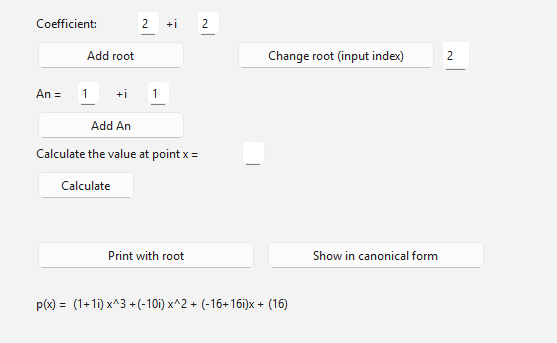 Coefficient: 2 +i 2
Add root Change root (input index) 2
An = 1 +i 1
Add An
Calculate the value at point x =
Calculate
Print with root Show in canonical form
p(x) = (1+1i) x^3 +(-10i) x^2 + (-16+16i)x + (16)